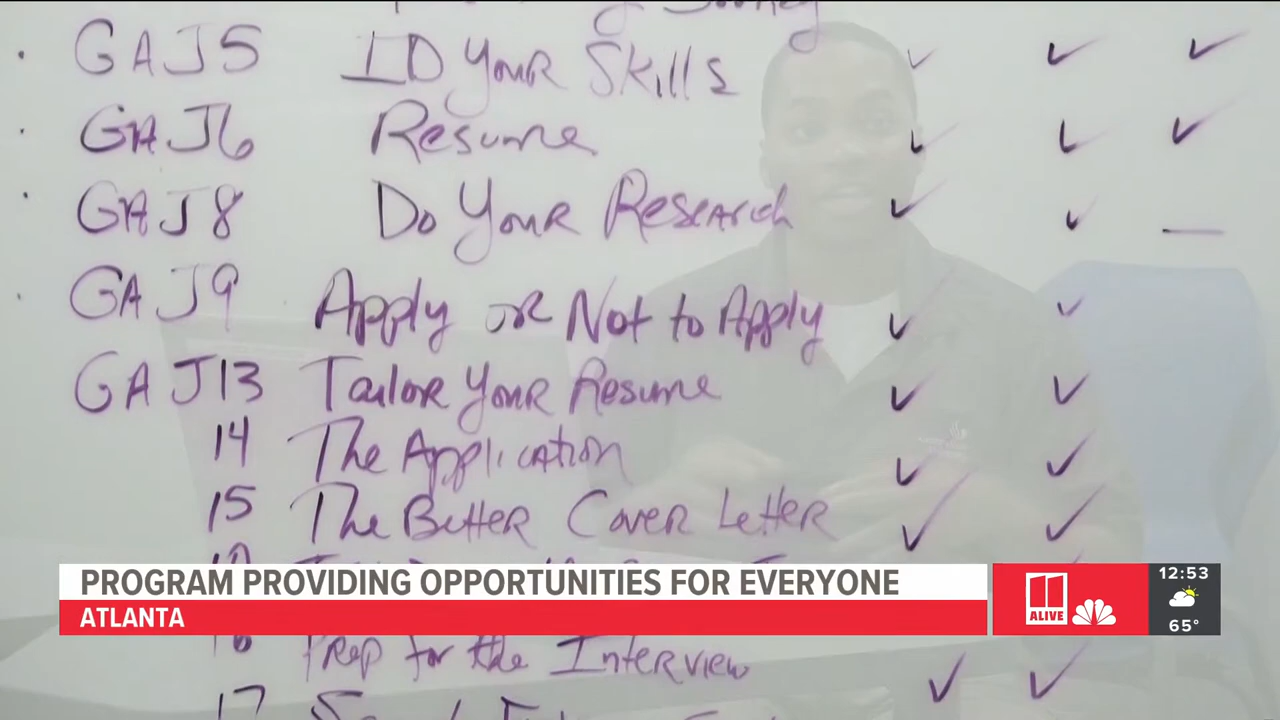 GAJ5 ID Your Skills
GAJ6 Resume
GAJ8 Do Your Research
GAJ9 Apply or Not to Apply
GAJ13 Tailor Your Resume
14 The Application
15 The Better Cover Letter
PROGRAM PROVIDING OPPORTUNITIES FOR EVERYONE
ATLANTA
11 ALIVE
12:53
65°
Prep for the Interview
17